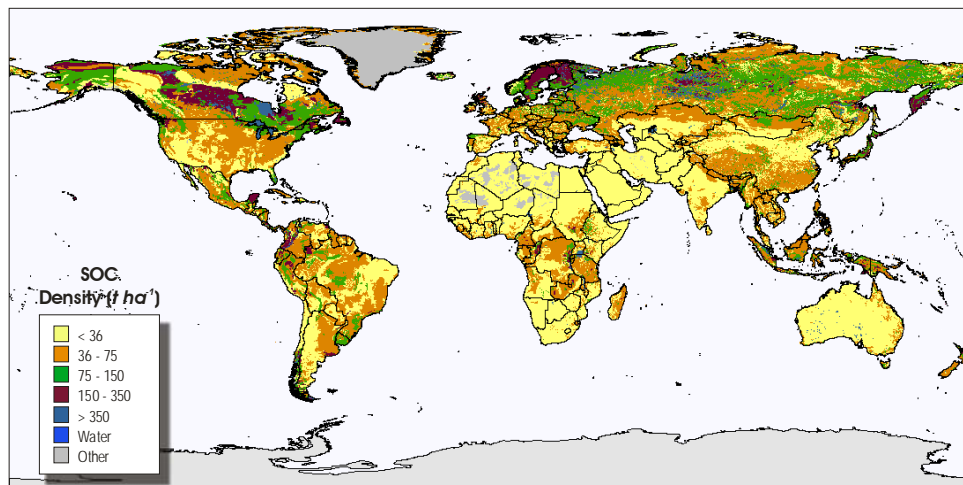 SOC
Density (t ha⁻¹)
< 36
36 - 75
75 - 150
150 - 350
> 350
Water
Other